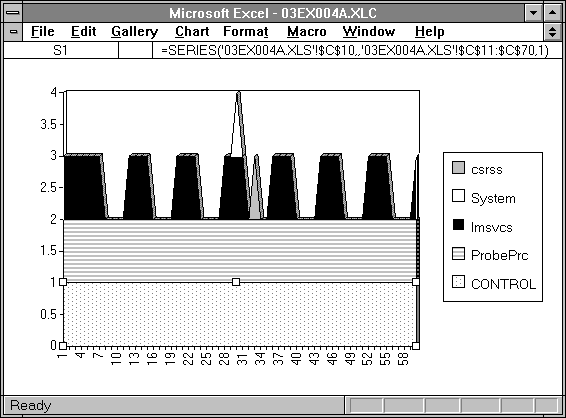 Microsoft Excel - 03EX004A.XLC
File Edit Gallery Chart Format Macro Window Help
S1 =SERIES('03EX004A.XLS'!$C$10,,'03EX004A.XLS'!$C$11:$C$70,1)
4
3.5
3
2.5
2
1.5
1
0.5
0
1 4 7 10 13 16 19 22 25 28 31 34 37 40 43 46 49 52 55 58
csrss
System
lmsvcs
ProbePrc
CONTROL
Ready